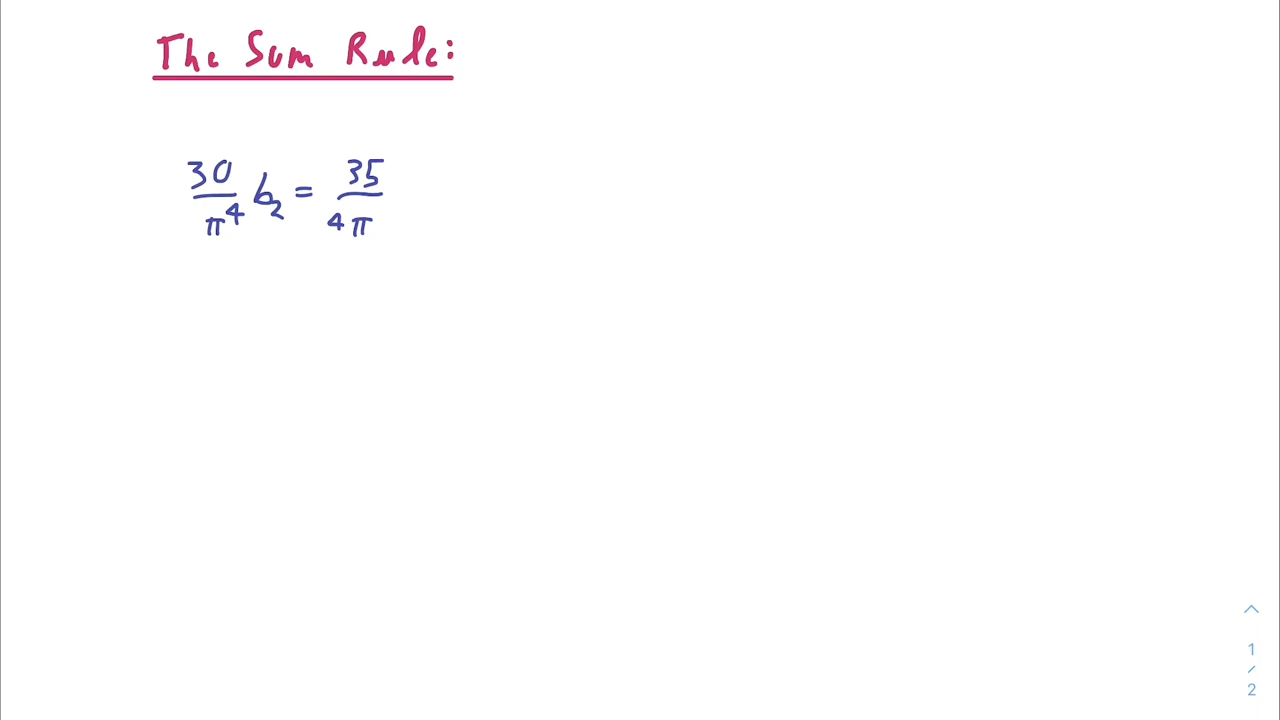 The Sum Rule:
30/π⁴ b₂ = 35/4π
1
/
2